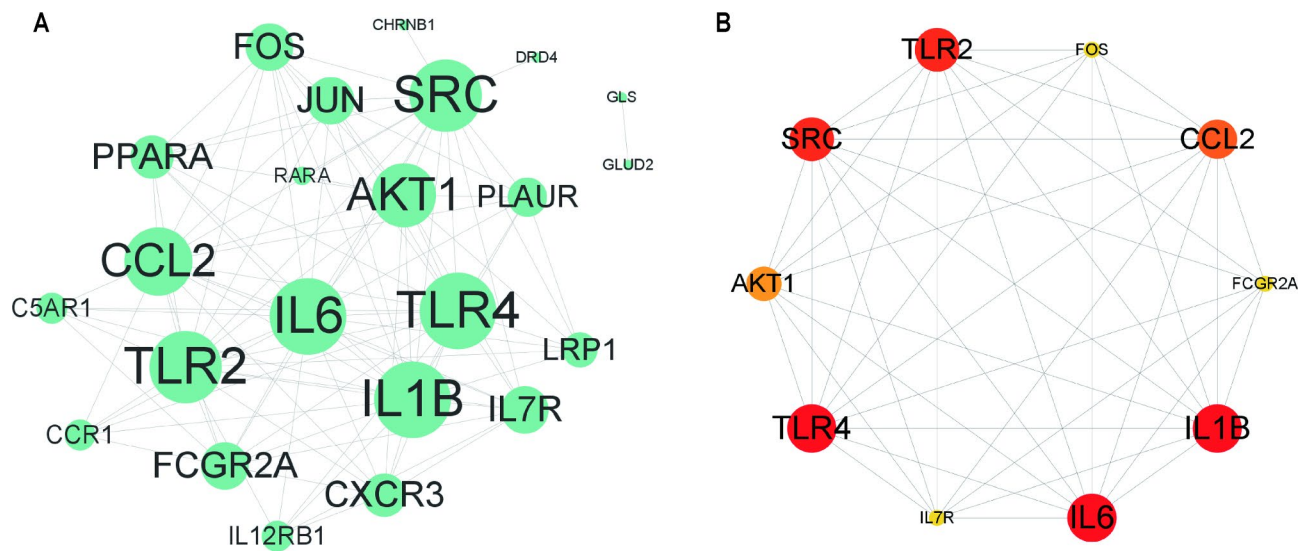 A
CHRNB1
FOS
DRD4
SRC
JUN
GLS
PPARA
GLUD2
RARA
AKT1
PLAUR
CCL2
C5AR1
IL6
TLR4
LRP1
TLR2
IL1B
IL7R
CCR1
FCGR2A
CXCR3
IL12RB1
B
TLR2
FOS
SRC
CCL2
AKT1
FCGR2A
TLR4
IL1B
IL7R
IL6